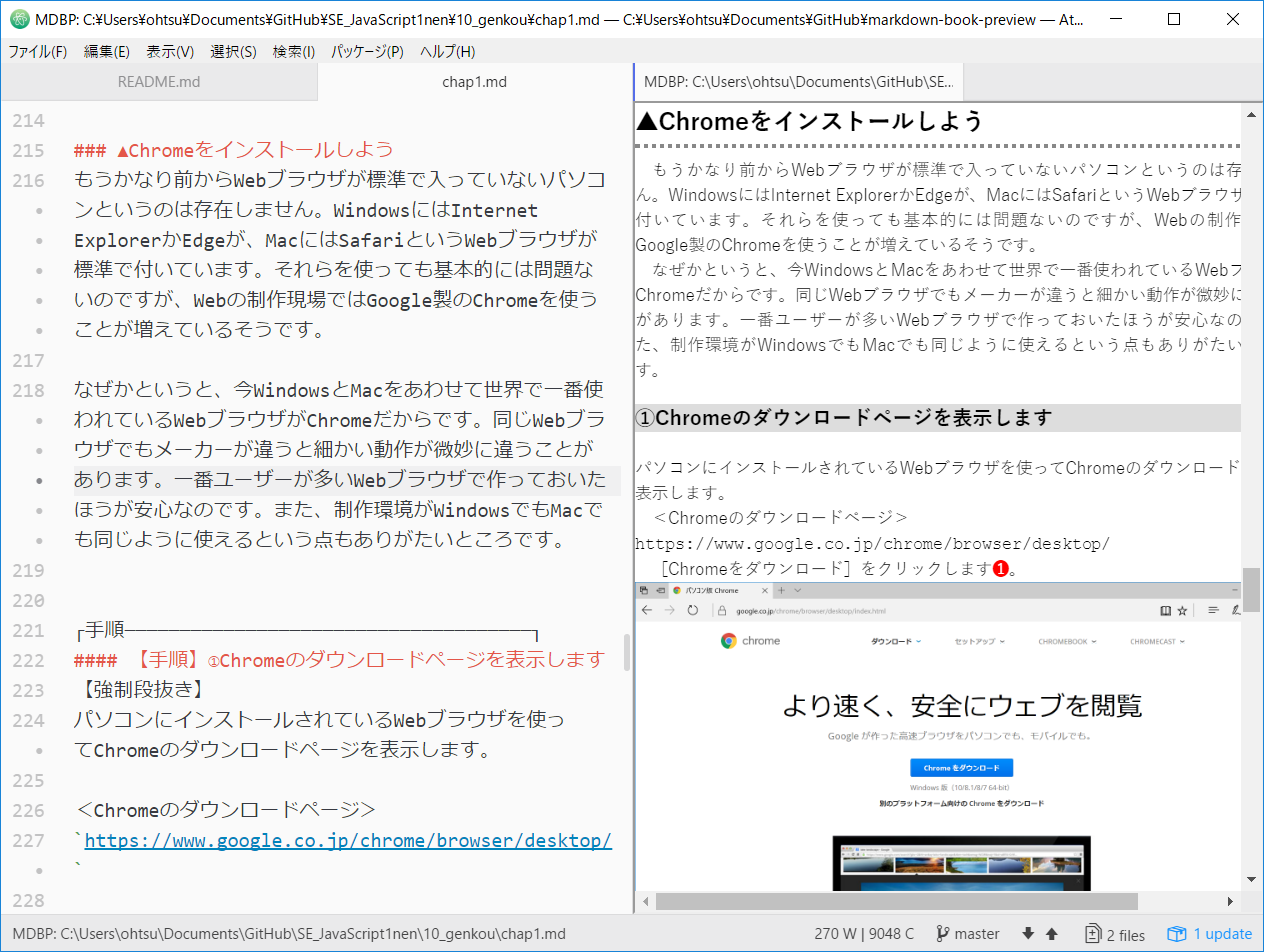 MDBP: C:¥Users¥ohtsu¥Documents¥GitHub¥SE_JavaScript1nen¥10_genkou¥chap1.md — C:¥Users¥ohtsu¥Documents¥GitHub¥markdown-book-preview — At...
ファイル(F) 編集(E) 表示(V) 選択(S) 検索(I) パッケージ(P) ヘルプ(H)
README.md
chap1.md
214
215 ### ▲Chromeをインストールしよう
216 もうかなり前からWebブラウザが標準で入っていないパソコ
ンというのは存在しません。WindowsにはInternet
ExplorerかEdgeが、MacにはSafariというWebブラウザが
標準で付いています。それらを使っても基本的には問題な
いのですが、Webの制作現場ではGoogle製のChromeを使う
ことが増えているそうです。
217
218 なぜかというと、今WindowsとMacをあわせて世界で一番使
われているWebブラウザがChromeだからです。同じWebブラ
ウザでもメーカーが違うと細かい動作が微妙に違うことが
あります。一番ユーザーが多いWebブラウザで作っておいた
ほうが安心なのです。また、制作環境がWindowsでもMacで
も同じように使えるという点もありがたいところです。
219
220
221 ┌手順──────────────────┐
222 #### 【手順】①Chromeのダウンロードページを表示します
223 【強制段抜き】
224 パソコンにインストールされているWebブラウザを使っ
てChromeのダウンロードページを表示します。
225
226 ＜Chromeのダウンロードページ＞
227 `https://www.google.co.jp/chrome/browser/desktop/
`
228
MDBP: C:\Users\ohtsu\Documents\GitHub\SE...
▲Chromeをインストールしよう
もうかなり前からWebブラウザが標準で入っていないパソコンというのは存
ん。WindowsにはInternet ExplorerかEdgeが、MacにはSafariというWebブラウザ
付いています。それらを使っても基本的には問題ないのですが、Webの制作
Google製のChromeを使うことが増えているそうです。
なぜかというと、今WindowsとMacをあわせて世界で一番使われているWebブ
Chromeだからです。同じWebブラウザでもメーカーが違うと細かい動作が微妙に
があります。一番ユーザーが多いWebブラウザで作っておいたほうが安心なの
た、制作環境がWindowsでもMacでも同じように使えるという点もありがたい
す。
①Chromeのダウンロードページを表示します
パソコンにインストールされているWebブラウザを使ってChromeのダウンロード
表示します。
＜Chromeのダウンロードページ＞
https://www.google.co.jp/chrome/browser/desktop/
［Chromeをダウンロード］をクリックします❶。
パソコン版 Chrome
google.co.jp/chrome/browser/desktop/index.html
chrome ダウンロード セットアップ CHROMEBOOK CHROMECAST
より速く、安全にウェブを閲覧
Google が作った高速ブラウザをパソコンでも、モバイルでも。
Chrome をダウンロード
Windows 版（10/8.1/8/7 64-bit）
別のプラットフォーム向けの Chrome をダウンロード
MDBP: C:\Users\ohtsu\Documents\GitHub\SE_JavaScript1nen\10_genkou\chap1.md
270 W | 9048 C master 2 files 1 update